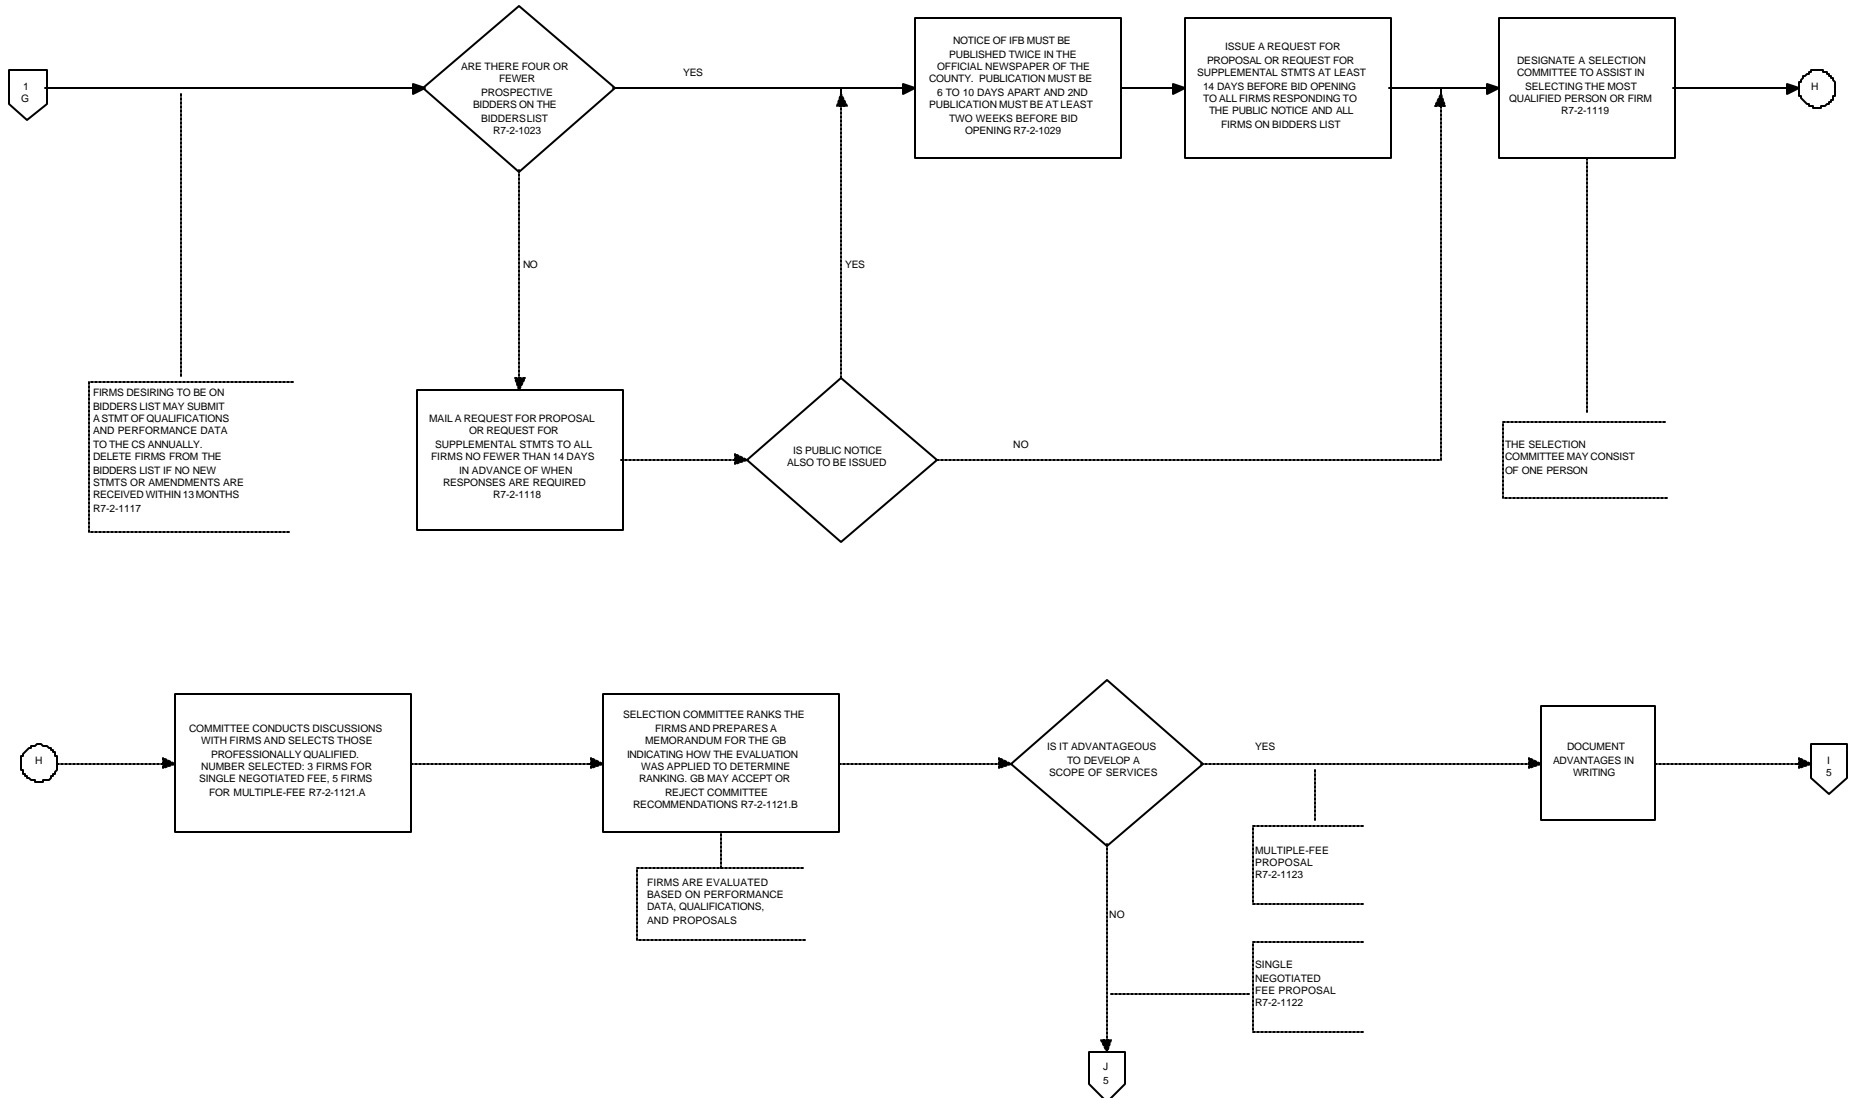 1
G
ARE THERE FOUR OR
FEWER
PROSPECTIVE
BIDDERS ON THE
BIDDERS LIST
R7-2-1023
YES
NOTICE OF IFB MUST BE
PUBLISHED TWICE IN THE
OFFICIAL NEWSPAPER OF THE
COUNTY. PUBLICATION MUST BE
6 TO 10 DAYS APART AND 2ND
PUBLICATION MUST BE AT LEAST
TWO WEEKS BEFORE BID
OPENING R7-2-1029
ISSUE A REQUEST FOR
PROPOSAL OR REQUEST FOR
SUPPLEMENTAL STMTS AT LEAST
14 DAYS BEFORE BID OPENING
TO ALL FIRMS RESPONDING TO
THE PUBLIC NOTICE AND ALL
FIRMS ON BIDDERS LIST
DESIGNATE A SELECTION
COMMITTEE TO ASSIST IN
SELECTING THE MOST
QUALIFIED PERSON OR FIRM
R7-2-1119
H
NO
YES
FIRMS DESIRING TO BE ON
BIDDERS LIST MAY SUBMIT
A STMT OF QUALIFICATIONS
AND PERFORMANCE DATA
TO THE CS ANNUALLY.
DELETE FIRMS FROM THE
BIDDERS LIST IF NO NEW
STMTS OR AMENDMENTS ARE
RECEIVED WITHIN 13 MONTHS
R7-2-1117
MAIL A REQUEST FOR PROPOSAL
OR REQUEST FOR
SUPPLEMENTAL STMTS TO ALL
FIRMS NO FEWER THAN 14 DAYS
IN ADVANCE OF WHEN
RESPONSES ARE REQUIRED
R7-2-1118
IS PUBLIC NOTICE
ALSO TO BE ISSUED
NO
THE SELECTION
COMMITTEE MAY CONSIST
OF ONE PERSON
H
COMMITTEE CONDUCTS DISCUSSIONS
WITH FIRMS AND SELECTS THOSE
PROFESSIONALLY QUALIFIED.
NUMBER SELECTED: 3 FIRMS FOR
SINGLE NEGOTIATED FEE, 5 FIRMS
FOR MULTIPLE-FEE R7-2-1121.A
SELECTION COMMITTEE RANKS THE
FIRMS AND PREPARES A
MEMORANDUM FOR THE GB
INDICATING HOW THE EVALUATION
WAS APPLIED TO DETERMINE
RANKING. GB MAY ACCEPT OR
REJECT COMMITTEE
RECOMMENDATIONS R7-2-1121.B
IS IT ADVANTAGEOUS
TO DEVELOP A
SCOPE OF SERVICES
YES
DOCUMENT
ADVANTAGES IN
WRITING
I
5
FIRMS ARE EVALUATED
BASED ON PERFORMANCE
DATA, QUALIFICATIONS,
AND PROPOSALS
MULTIPLE-FEE
PROPOSAL
R7-2-1123
NO
SINGLE
NEGOTIATED
FEE PROPOSAL
R7-2-1122
J
5